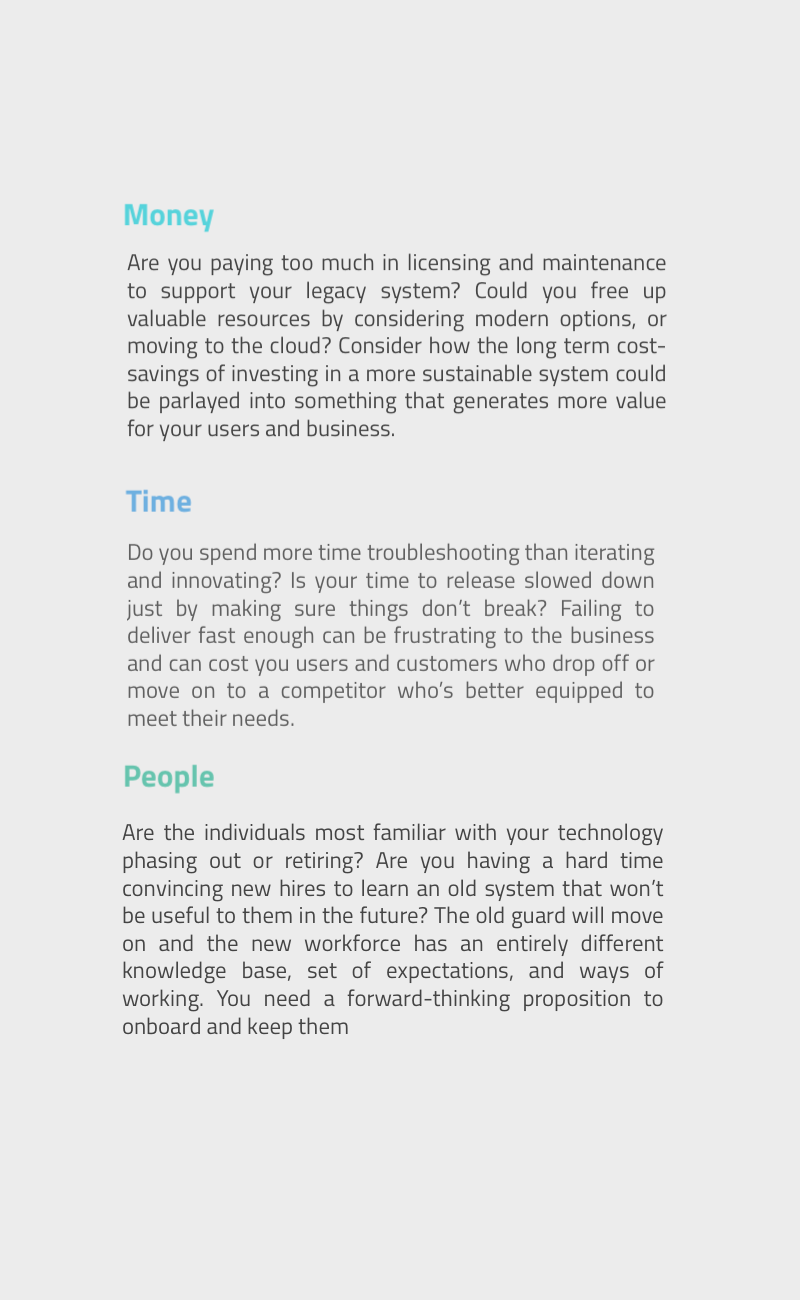 Money
Are you paying too much in licensing and maintenance
to support your legacy system? Could you free up
valuable resources by considering modern options, or
moving to the cloud? Consider how the long term cost-
savings of investing in a more sustainable system could
be parlayed into something that generates more value
for your users and business.
Time
Do you spend more time troubleshooting than iterating
and innovating? Is your time to release slowed down
just by making sure things don’t break? Failing to
deliver fast enough can be frustrating to the business
and can cost you users and customers who drop off or
move on to a competitor who’s better equipped to
meet their needs.
People
Are the individuals most familiar with your technology
phasing out or retiring? Are you having a hard time
convincing new hires to learn an old system that won’t
be useful to them in the future? The old guard will move
on and the new workforce has an entirely different
knowledge base, set of expectations, and ways of
working. You need a forward-thinking proposition to
onboard and keep them